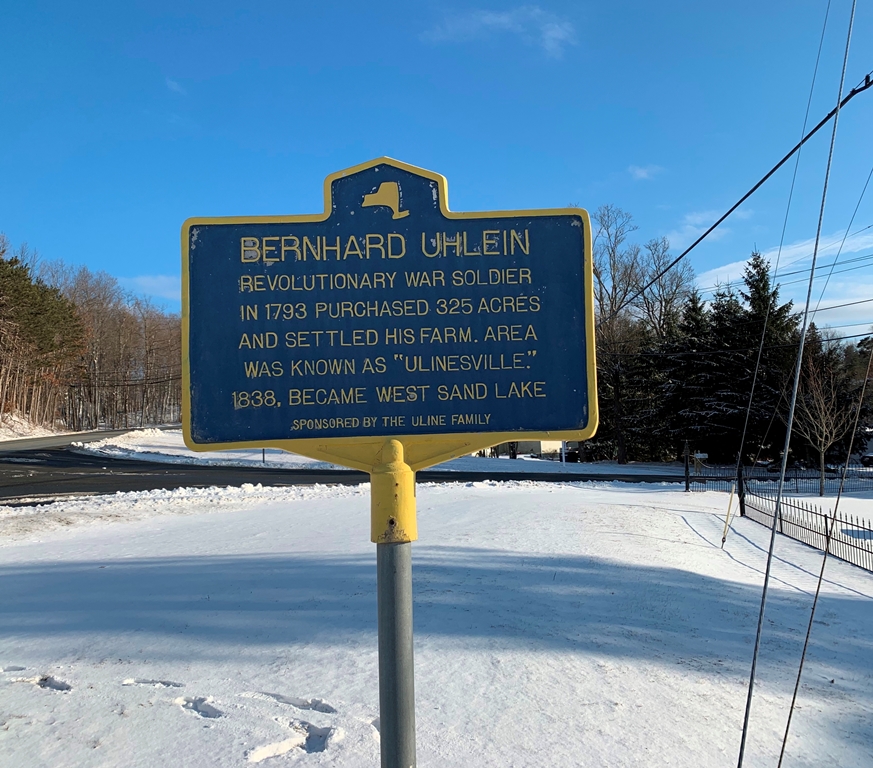 BERNHARD UHLEIN
REVOLUTIONARY WAR SOLDIER
IN 1793 PURCHASED 325 ACRES
AND SETTLED HIS FARM. AREA
WAS KNOWN AS "ULINESVILLE."
1838, BECAME WEST SAND LAKE
SPONSORED BY THE ULINE FAMILY